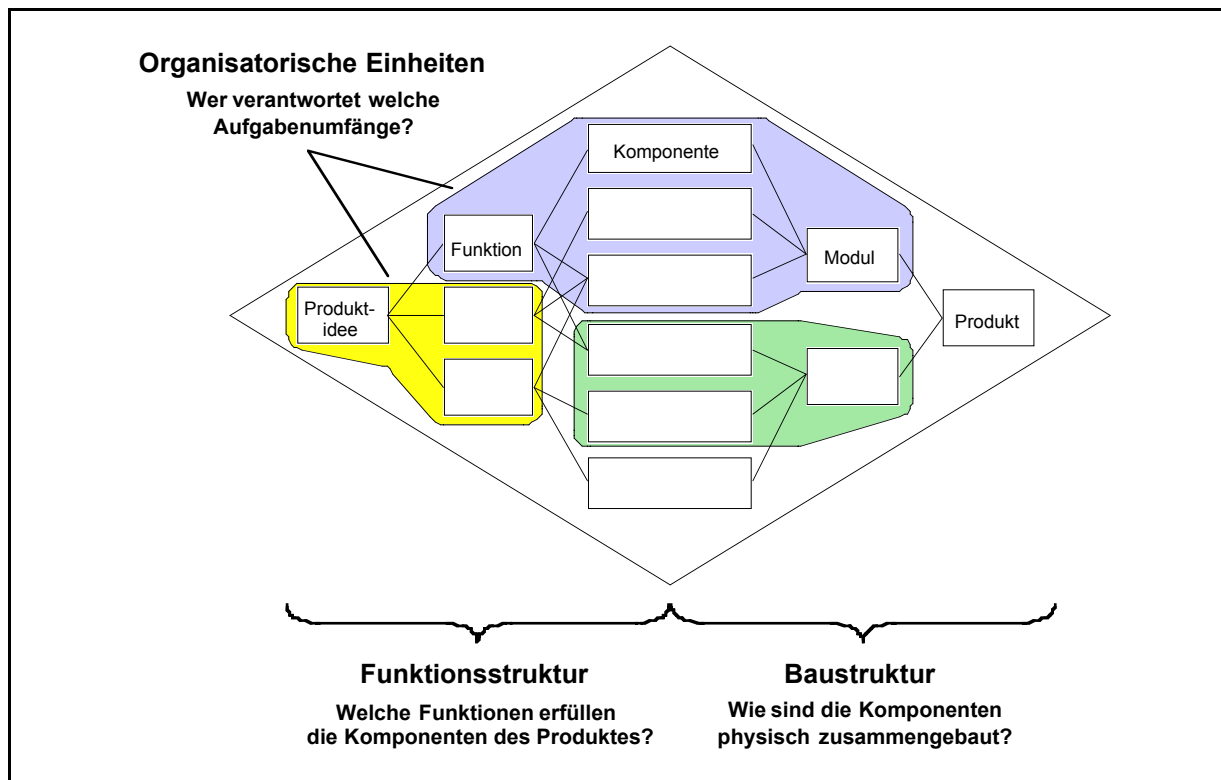 Organisatorische Einheiten
Wer verantwortet welche
Aufgabenumfänge?
Komponente
Funktion
Modul
Produkt-
idee
Produkt
Funktionsstruktur
Welche Funktionen erfüllen
die Komponenten des Produktes?
Baustruktur
Wie sind die Komponenten
physisch zusammengebaut?